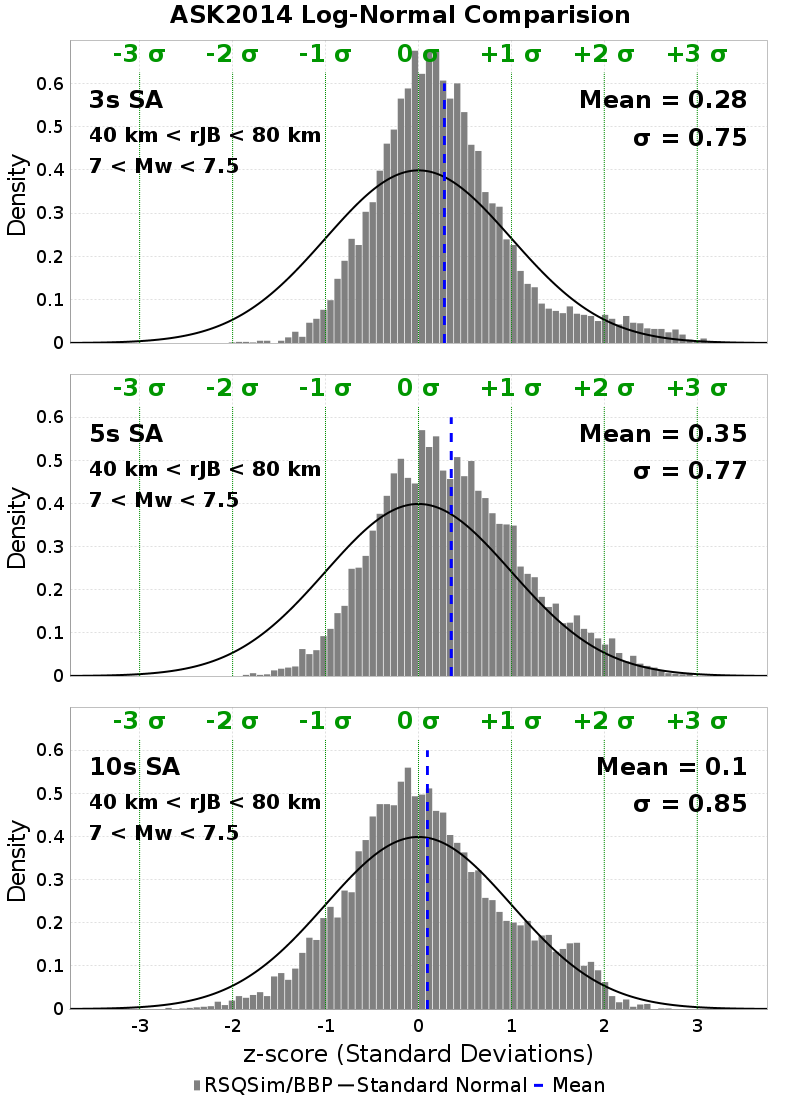 ASK2014 Log-Normal Comparision
-3 σ -2 σ -1 σ 0 σ +1 σ +2 σ +3 σ
3s SA
Mean = 0.28
40 km < rJB < 80 km
σ = 0.75
7 < Mw < 7.5
0.6
0.5
0.4
0.3
0.2
0.1
0
Density
-3 σ -2 σ -1 σ 0 σ +1 σ +2 σ +3 σ
5s SA
Mean = 0.35
40 km < rJB < 80 km
σ = 0.77
7 < Mw < 7.5
0.6
0.5
0.4
0.3
0.2
0.1
0
Density
-3 σ -2 σ -1 σ 0 σ +1 σ +2 σ +3 σ
10s SA
Mean = 0.1
40 km < rJB < 80 km
σ = 0.85
7 < Mw < 7.5
0.6
0.5
0.4
0.3
0.2
0.1
0
Density
-3 -2 -1 0 1 2 3
z-score (Standard Deviations)
RSQSim/BBP Standard Normal Mean